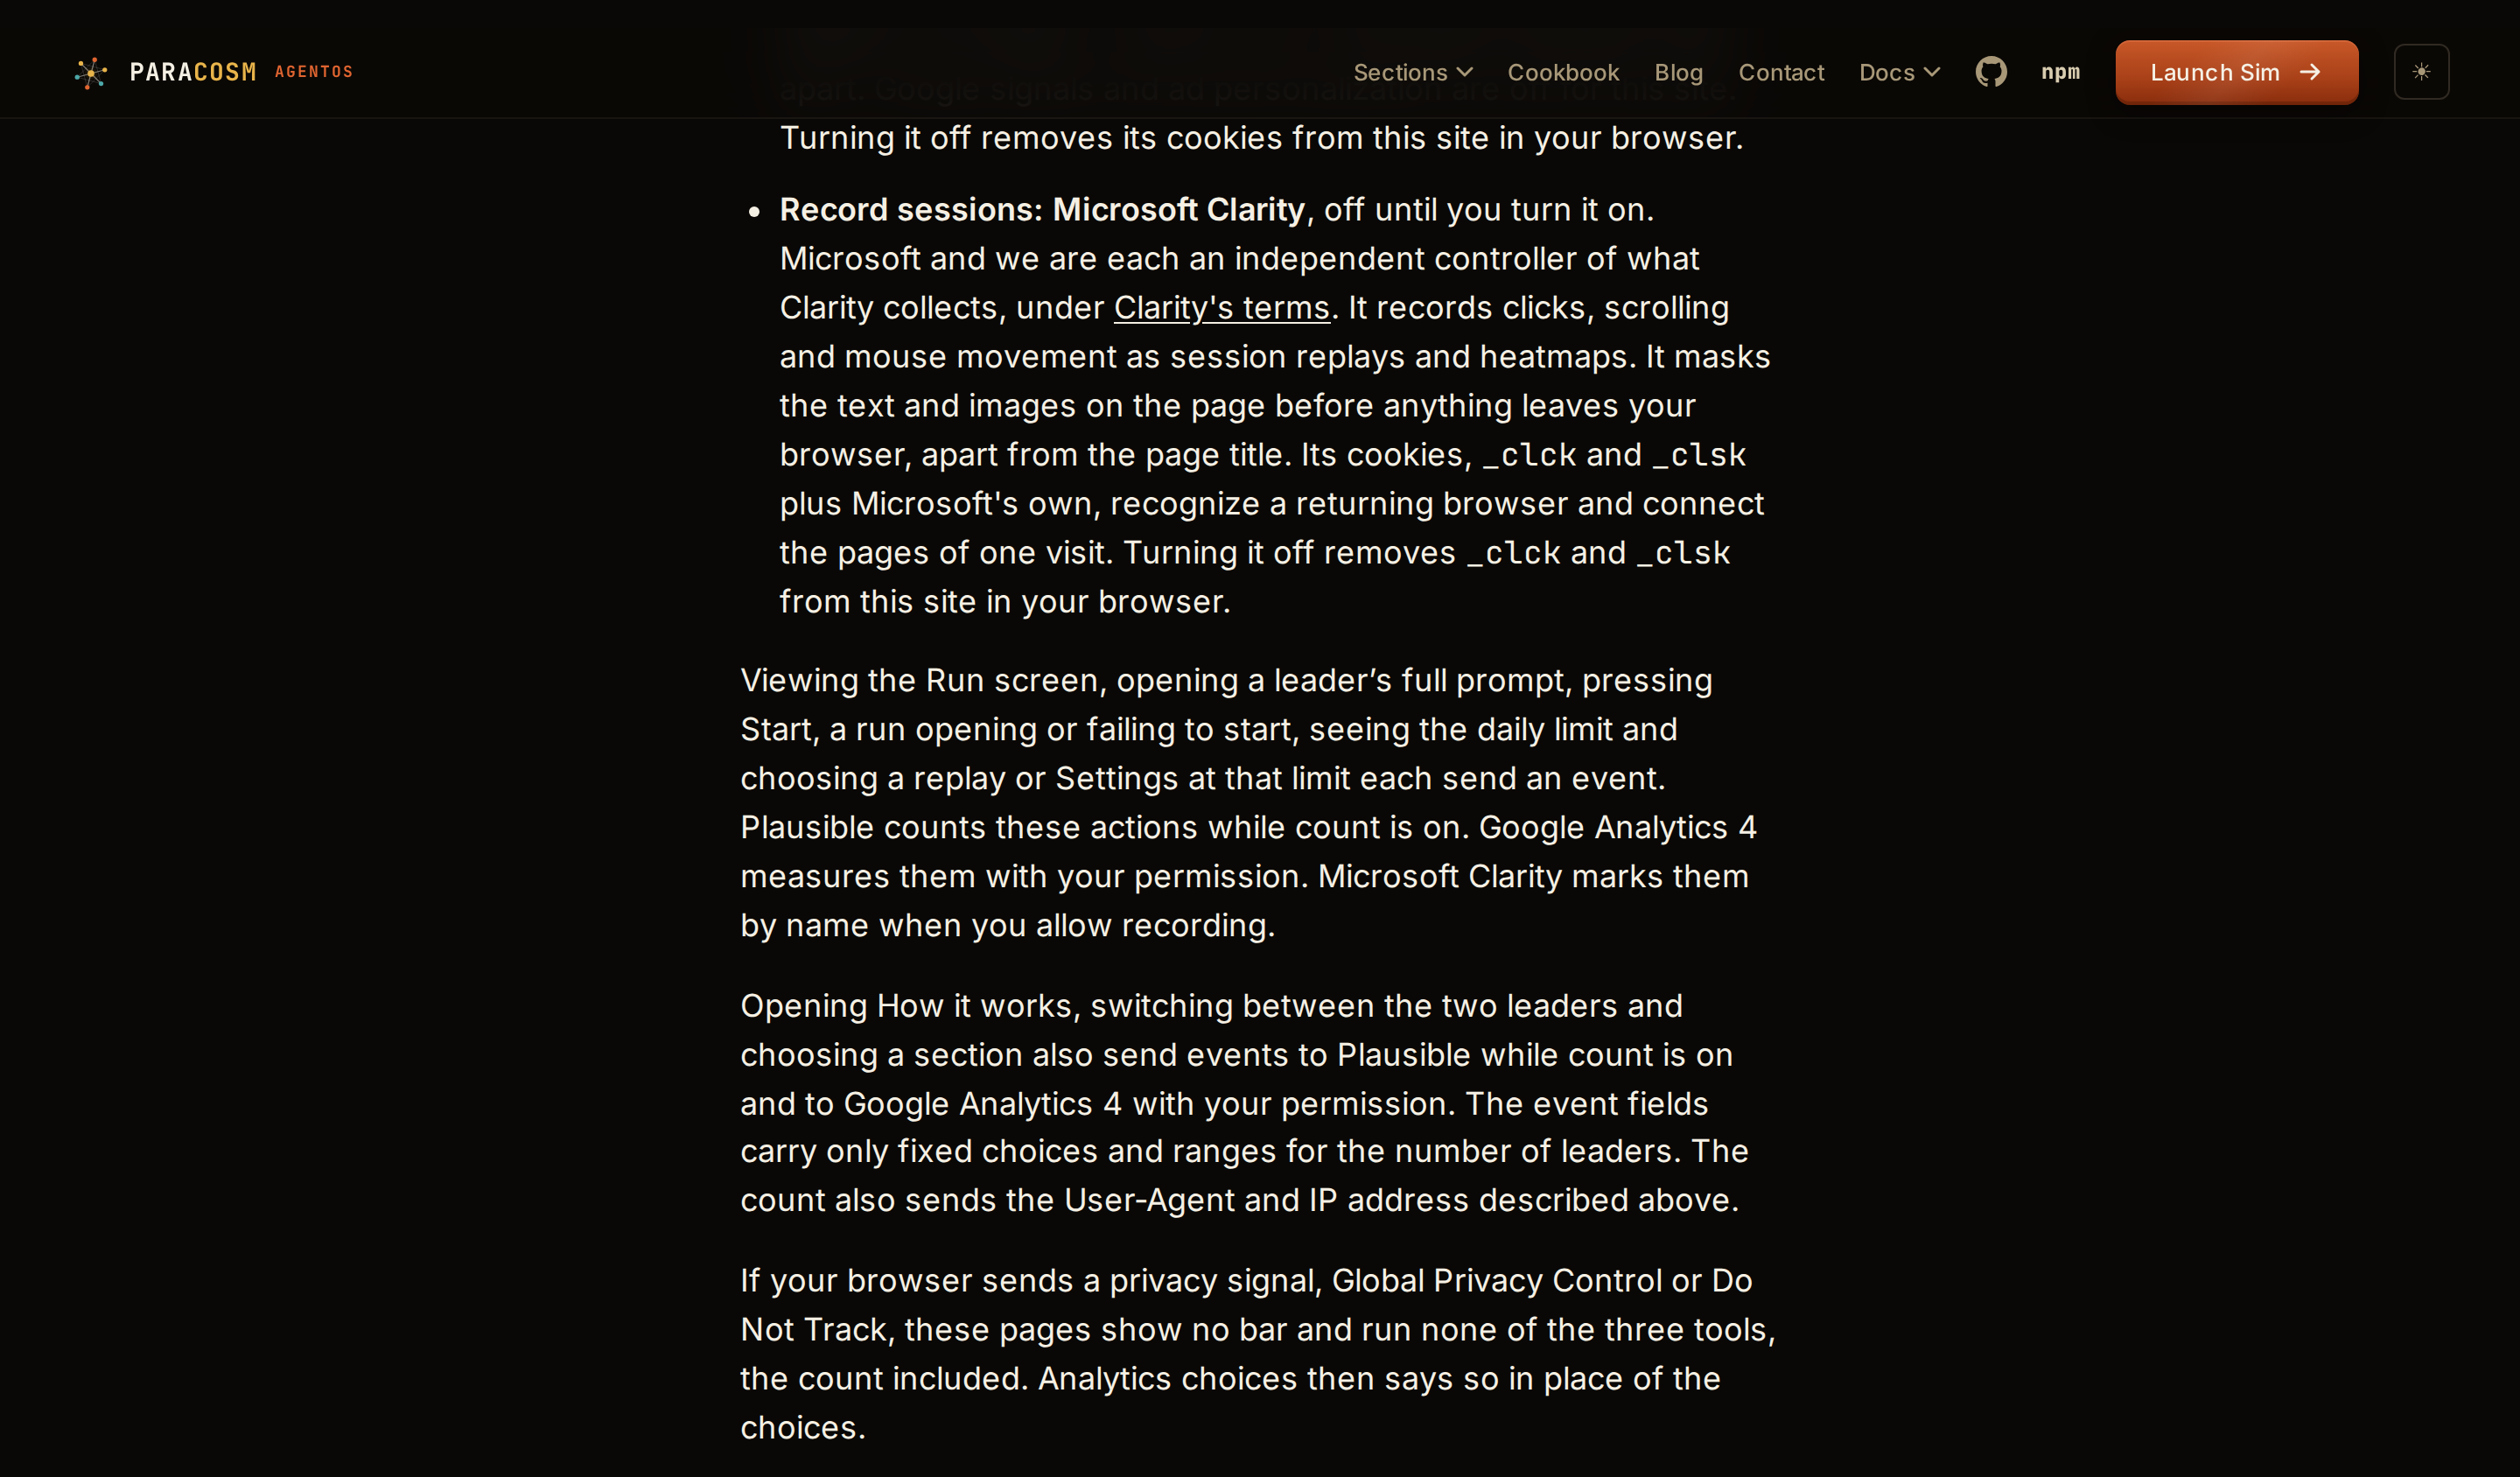 PARACOSM AGENTOS
Sections Cookbook Blog Contact Docs npm Launch Sim →
apart. Google signals and ad personalization are off for this site.
Turning it off removes its cookies from this site in your browser.
• Record sessions: Microsoft Clarity, off until you turn it on.
Microsoft and we are each an independent controller of what
Clarity collects, under Clarity's terms. It records clicks, scrolling
and mouse movement as session replays and heatmaps. It masks
the text and images on the page before anything leaves your
browser, apart from the page title. Its cookies, _clck and _clsk
plus Microsoft's own, recognize a returning browser and connect
the pages of one visit. Turning it off removes _clck and _clsk
from this site in your browser.
Viewing the Run screen, opening a leader’s full prompt, pressing
Start, a run opening or failing to start, seeing the daily limit and
choosing a replay or Settings at that limit each send an event.
Plausible counts these actions while count is on. Google Analytics 4
measures them with your permission. Microsoft Clarity marks them
by name when you allow recording.
Opening How it works, switching between the two leaders and
choosing a section also send events to Plausible while count is on
and to Google Analytics 4 with your permission. The event fields
carry only fixed choices and ranges for the number of leaders. The
count also sends the User-Agent and IP address described above.
If your browser sends a privacy signal, Global Privacy Control or Do
Not Track, these pages show no bar and run none of the three tools,
the count included. Analytics choices then says so in place of the
choices.